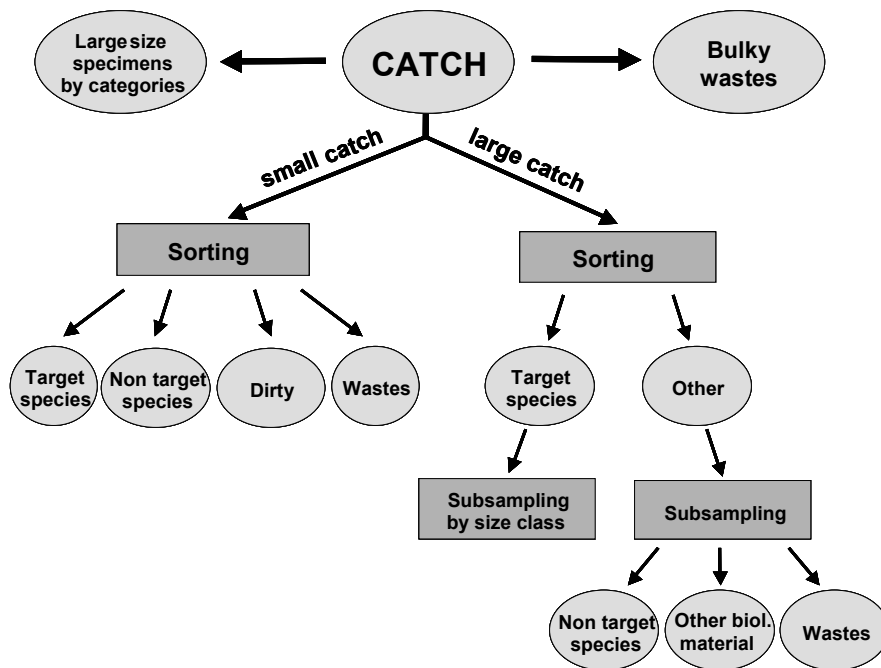 Large size
specimens
by categories
CATCH
Bulky
wastes
small catch
large catch
Sorting
Sorting
Target
species
Non target
species
Dirty
Wastes
Target
species
Other
Subsampling
by size class
Subsampling
Non target
species
Other biol.
material
Wastes